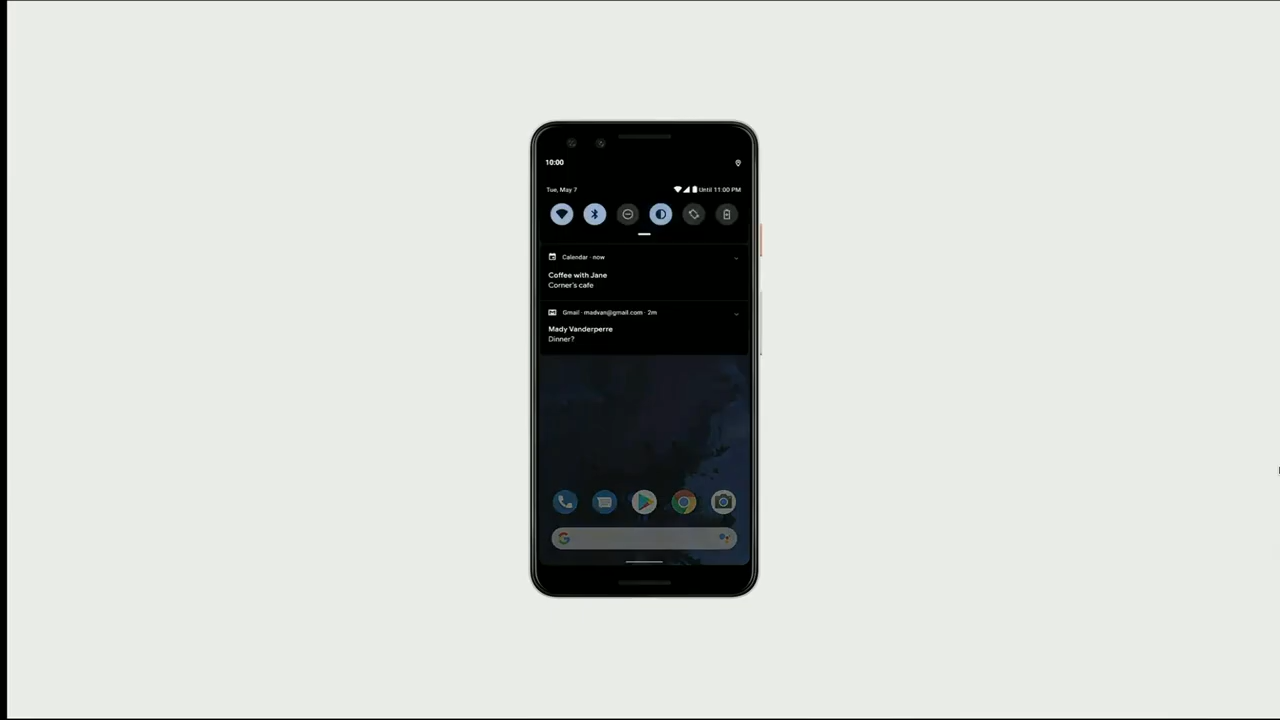 10:00
Tue, May 7
Until 11:00 PM
Calendar · now
Coffee with Jane
Corner's cafe
Gmail · madvan@gmail.com · 2m
Mady Vanderperre
Dinner?